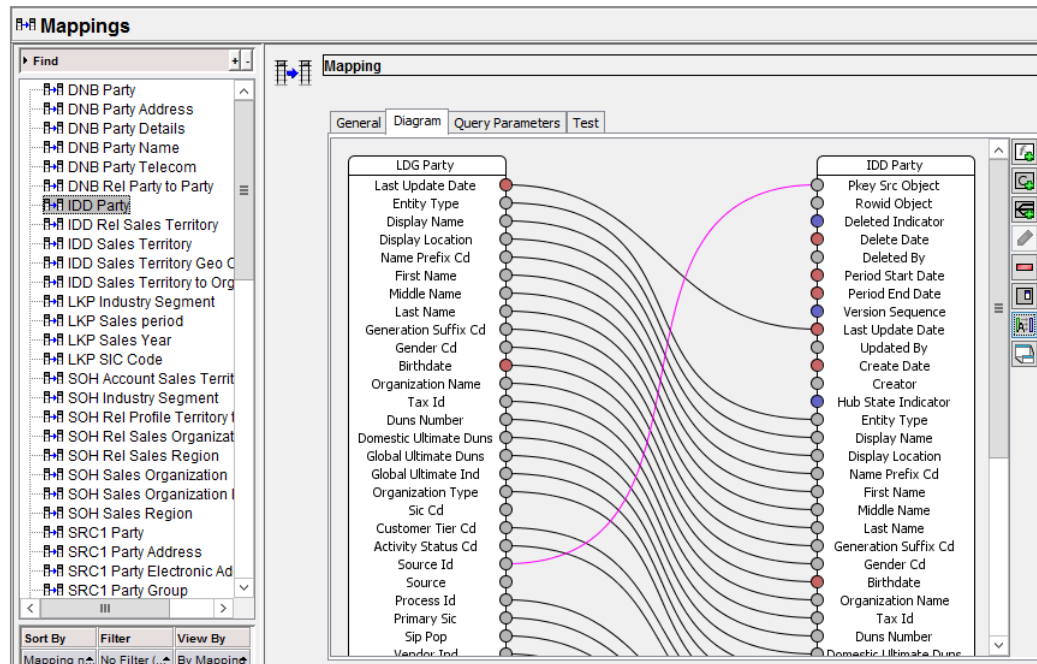 Mappings
Find
+ -
DNB Party
DNB Party Address
DNB Party Details
DNB Party Name
DNB Party Telecom
DNB Rel Party to Party
IDD Party
IDD Rel Sales Territory
IDD Sales Territory
IDD Sales Territory Geo C
IDD Sales Territory to Org
LKP Industry Segment
LKP Sales period
LKP Sales Year
LKP SIC Code
SOH Account Sales Territ
SOH Industry Segment
SOH Rel Profile Territory t
SOH Rel Sales Organizat
SOH Rel Sales Region
SOH Sales Organization
SOH Sales Organization I
SOH Sales Region
SRC1 Party
SRC1 Party Address
SRC1 Party Electronic Ad
SRC1 Party Group
Sort By Filter View By
Mapping n... No Filter (... By Mapping
Mapping
General Diagram Query Parameters Test
LDG Party
Last Update Date
Entity Type
Display Name
Display Location
Name Prefix Cd
First Name
Middle Name
Last Name
Generation Suffix Cd
Gender Cd
Birthdate
Organization Name
Tax Id
Duns Number
Domestic Ultimate Duns
Global Ultimate Duns
Global Ultimate Ind
Organization Type
Sic Cd
Customer Tier Cd
Activity Status Cd
Source Id
Source
Process Id
Primary Sic
Sip Pop
Vendor Ind
IDD Party
Pkey Src Object
Rowid Object
Deleted Indicator
Delete Date
Deleted By
Period Start Date
Period End Date
Version Sequence
Last Update Date
Updated By
Create Date
Creator
Hub State Indicator
Entity Type
Display Name
Display Location
Name Prefix Cd
First Name
Middle Name
Last Name
Generation Suffix Cd
Gender Cd
Birthdate
Organization Name
Tax Id
Duns Number
Domestic Ultimate Duns